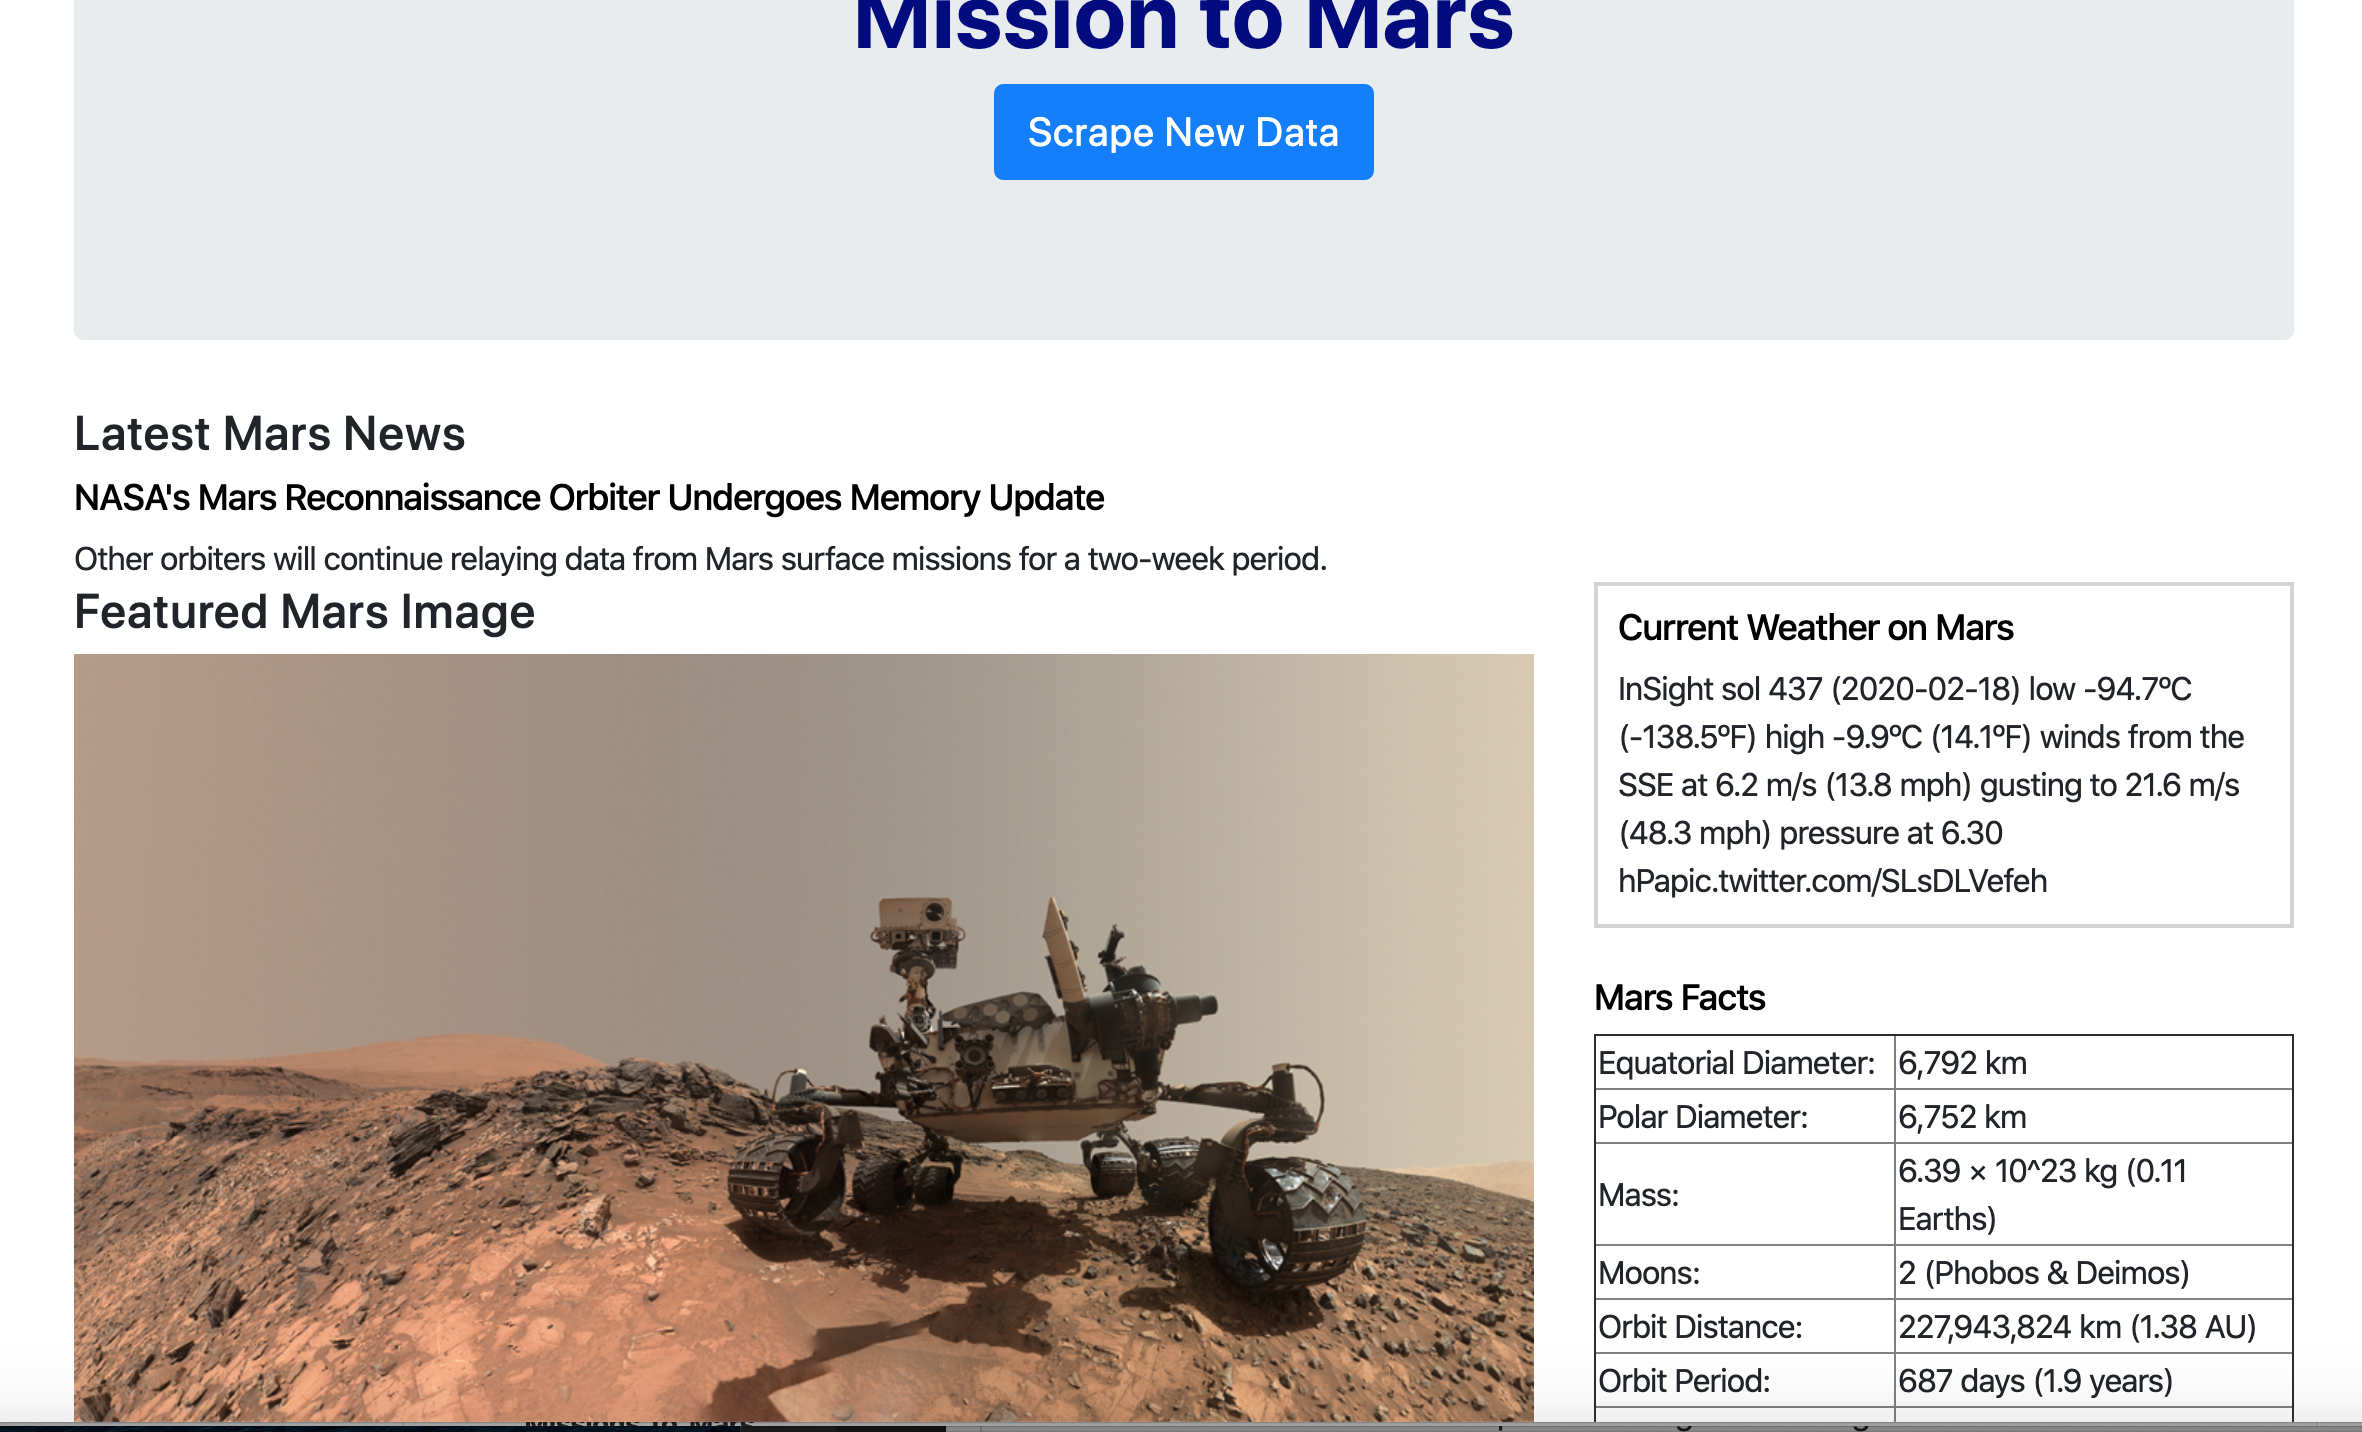 Mission to Mars
Scrape New Data
Latest Mars News
NASA's Mars Reconnaissance Orbiter Undergoes Memory Update
Other orbiters will continue relaying data from Mars surface missions for a two-week period.
Featured Mars Image
Current Weather on Mars
InSight sol 437 (2020-02-18) low -94.7ºC
(-138.5ºF) high -9.9ºC (14.1ºF) winds from the
SSE at 6.2 m/s (13.8 mph) gusting to 21.6 m/s
(48.3 mph) pressure at 6.30
hPapic.twitter.com/SLsDLVefeh
Mars Facts
Equatorial Diameter: 6,792 km
Polar Diameter: 6,752 km
Mass: 6.39 × 10^23 kg (0.11
Earths)
Moons: 2 (Phobos & Deimos)
Orbit Distance: 227,943,824 km (1.38 AU)
Orbit Period: 687 days (1.9 years)